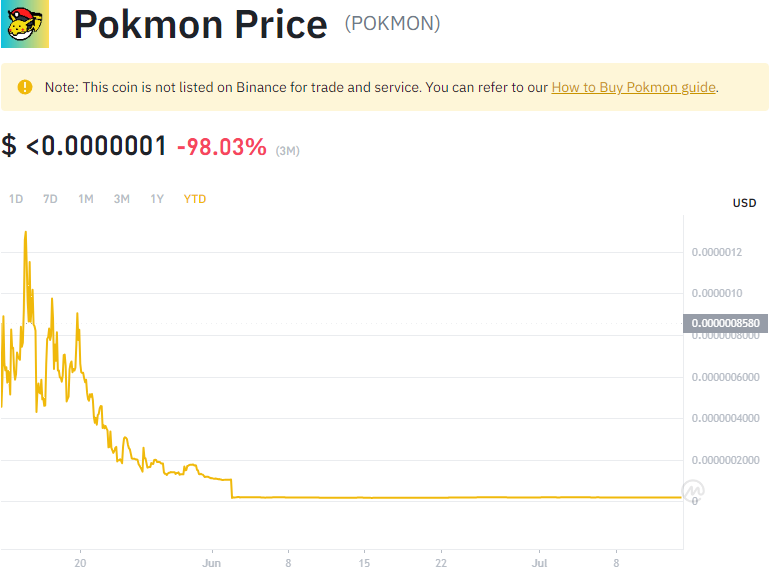 Pokmon Price (POKMON)
Note: This coin is not listed on Binance for trade and service. You can refer to our How to Buy Pokmon guide.
$ <0.0000001 -98.03% (3M)
1D 7D 1M 3M 1Y YTD
USD
0.0000012
0.0000010
0.0000008580
0.0000008000
0.0000006000
0.0000004000
0.0000002000
0
20 Jun 8 15 22 Jul 8